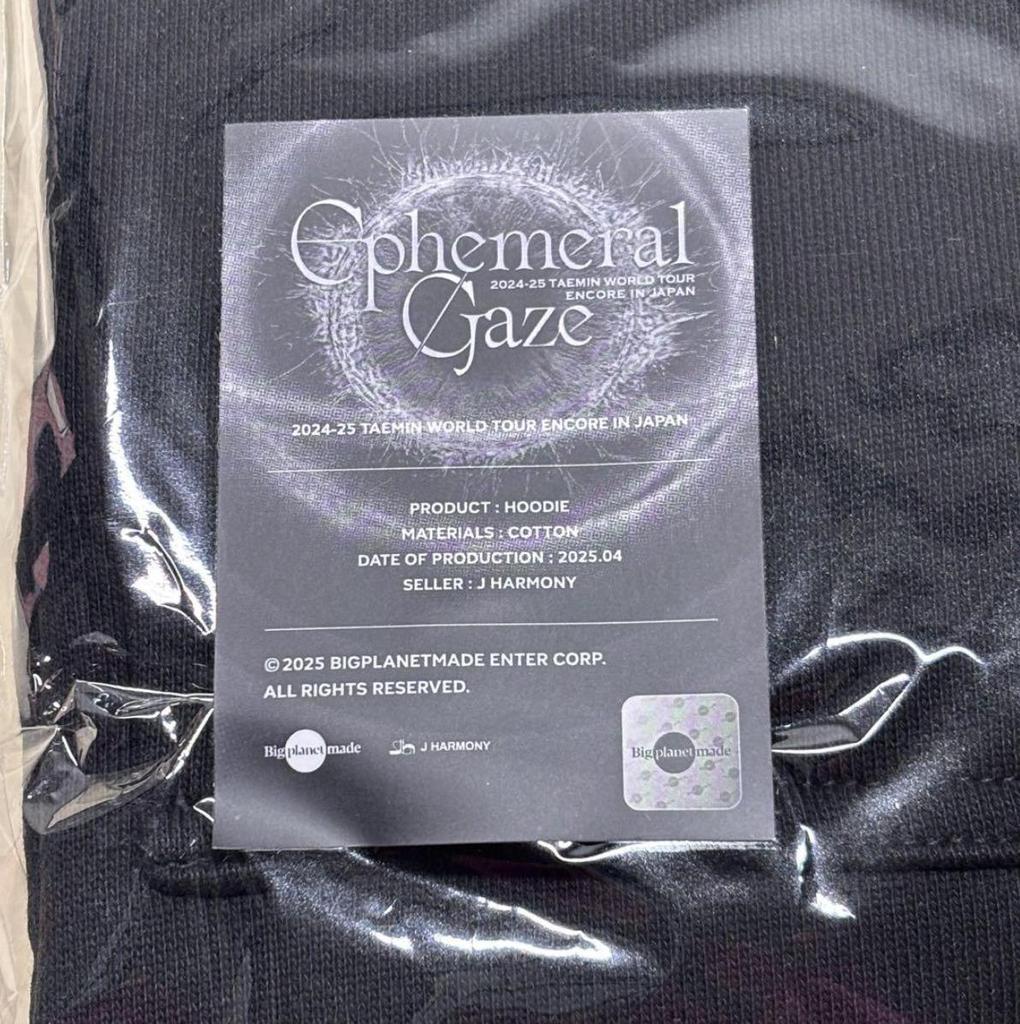 Ephemeral
2024-25 TAEMIN WORLD TOUR
ENCORE IN JAPAN
Gaze
2024-25 TAEMIN WORLD TOUR ENCORE IN JAPAN
PRODUCT : HOODIE
MATERIALS : COTTON
DATE OF PRODUCTION : 2025.04
SELLER : J HARMONY
© 2025 BIGPLANETMADE ENTER CORP.
ALL RIGHTS RESERVED.
Bigplanetmade
J HARMONY
Bigplanetmade